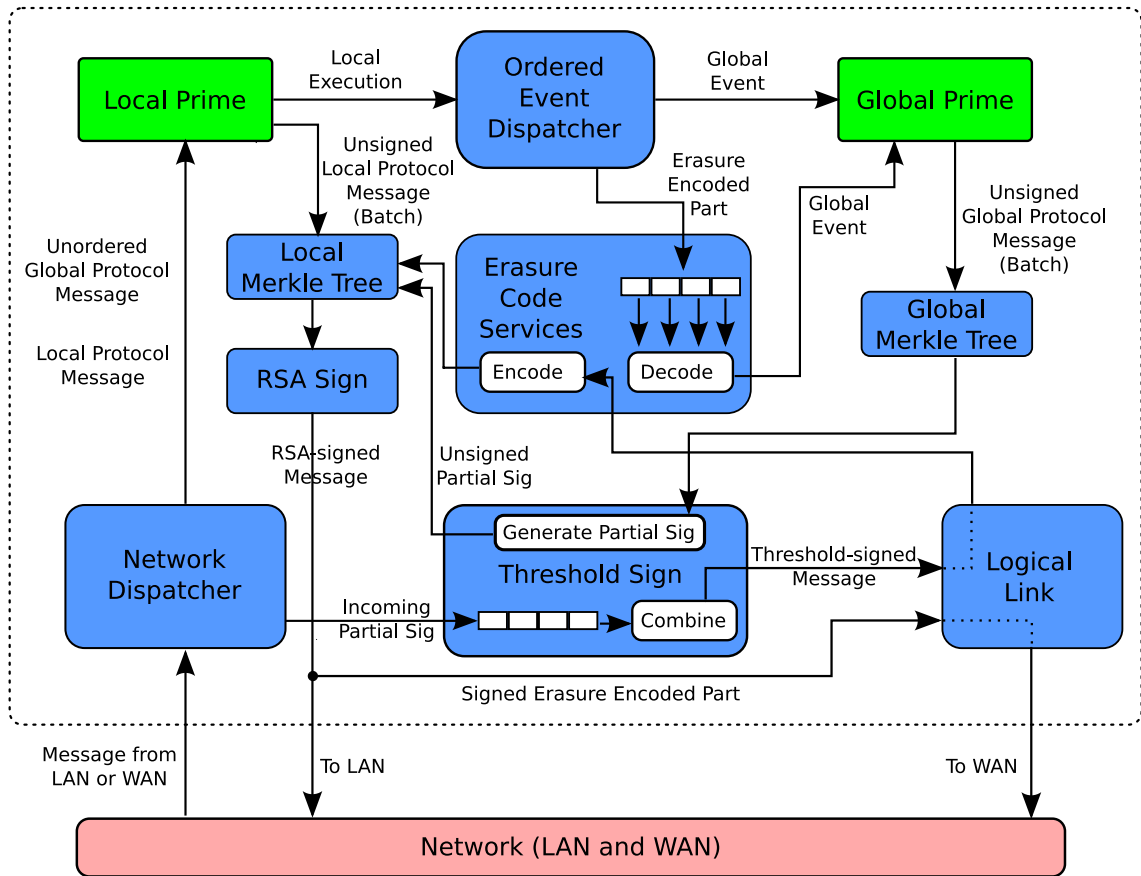 Local Prime
Local
Execution
Ordered
Event
Dispatcher
Global
Event
Global Prime
Unsigned
Local Protocol
Message
(Batch)
Erasure
Encoded
Part
Global
Event
Unsigned
Global Protocol
Message
(Batch)
Unordered
Global Protocol
Message
Local
Merkle Tree
Erasure
Code
Services
Global
Merkle Tree
Local Protocol
Message
RSA Sign
Encode
Decode
RSA-signed
Message
Unsigned
Partial Sig
Network
Dispatcher
Generate Partial Sig
Threshold Sign
Threshold-signed
Message
Logical
Link
Incoming
Partial Sig
Combine
Signed Erasure Encoded Part
Message from
LAN or WAN
To LAN
To WAN
Network (LAN and WAN)